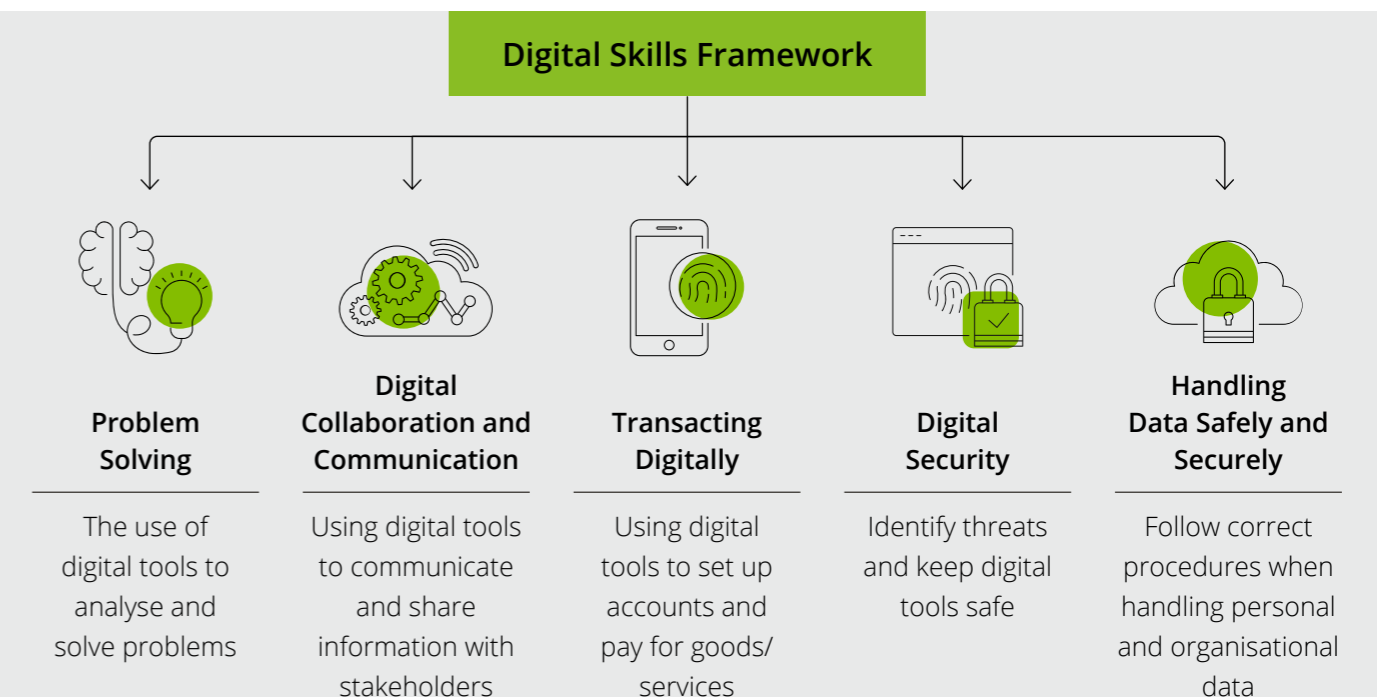 Digital Skills Framework
Problem
Solving
The use of
digital tools to
analyse and
solve problems
Digital
Collaboration and
Communication
Using digital tools
to communicate
and share
information with
stakeholders
Transacting
Digitally
Using digital
tools to set up
accounts and
pay for goods/
services
Digital
Security
Identify threats
and keep digital
tools safe
Handling
Data Safely and
Securely
Follow correct
procedures when
handling personal
and organisational
data